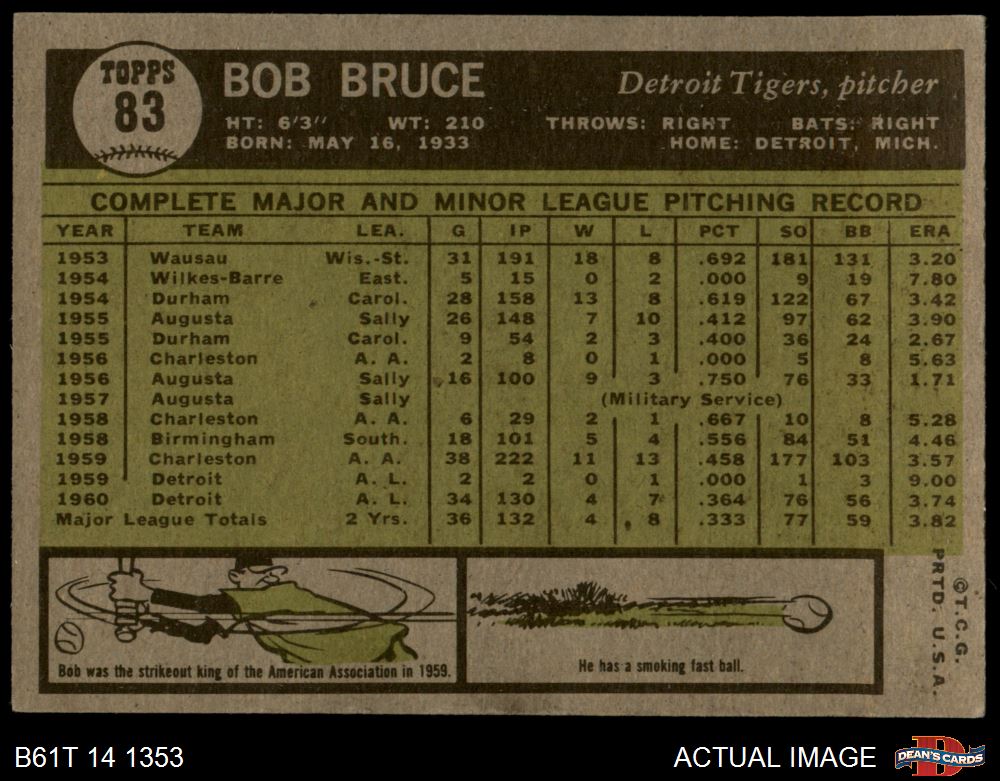 TOPPS
83
BOB BRUCE
Detroit Tigers, pitcher
HT: 6'3" WT: 210 THROWS: RIGHT BATS: RIGHT
BORN: MAY 16, 1933 HOME: DETROIT, MICH.
COMPLETE MAJOR AND MINOR LEAGUE PITCHING RECORD
YEAR TEAM LEA. G IP W L PCT SO BB ERA
1953 Wausau Wis.-St. 31 191 18 8 .692 181 131 3.20
1954 Wilkes-Barre East. 5 15 0 2 .000 9 19 7.80
1954 Durham Carol. 28 158 13 8 .619 122 67 3.42
1955 Augusta Sally 26 148 7 10 .412 97 62 3.90
1955 Durham Carol. 9 54 2 3 .400 36 24 2.67
1956 Charleston A. A. 2 8 0 1 .000 5 8 5.63
1956 Augusta Sally 16 100 9 3 .750 76 33 1.71
1957 Augusta Sally (Military Service)
1958 Charleston A. A. 6 29 2 1 .667 10 8 5.28
1958 Birmingham South. 18 101 5 4 .556 84 51 4.46
1959 Charleston A. A. 38 222 11 13 .458 177 103 3.57
1959 Detroit A. L. 2 2 0 1 .000 1 3 9.00
1960 Detroit A. L. 34 130 4 7 .364 76 56 3.74
Major League Totals 2 Yrs. 36 132 4 8 .333 77 59 3.82
Bob was the strikeout king of the American Association in 1959.
He has a smoking fast ball.
©T.C.G.
PRTD. U.S.A.
B61T 14 1353
ACTUAL IMAGE
D
DEAN'S CARDS